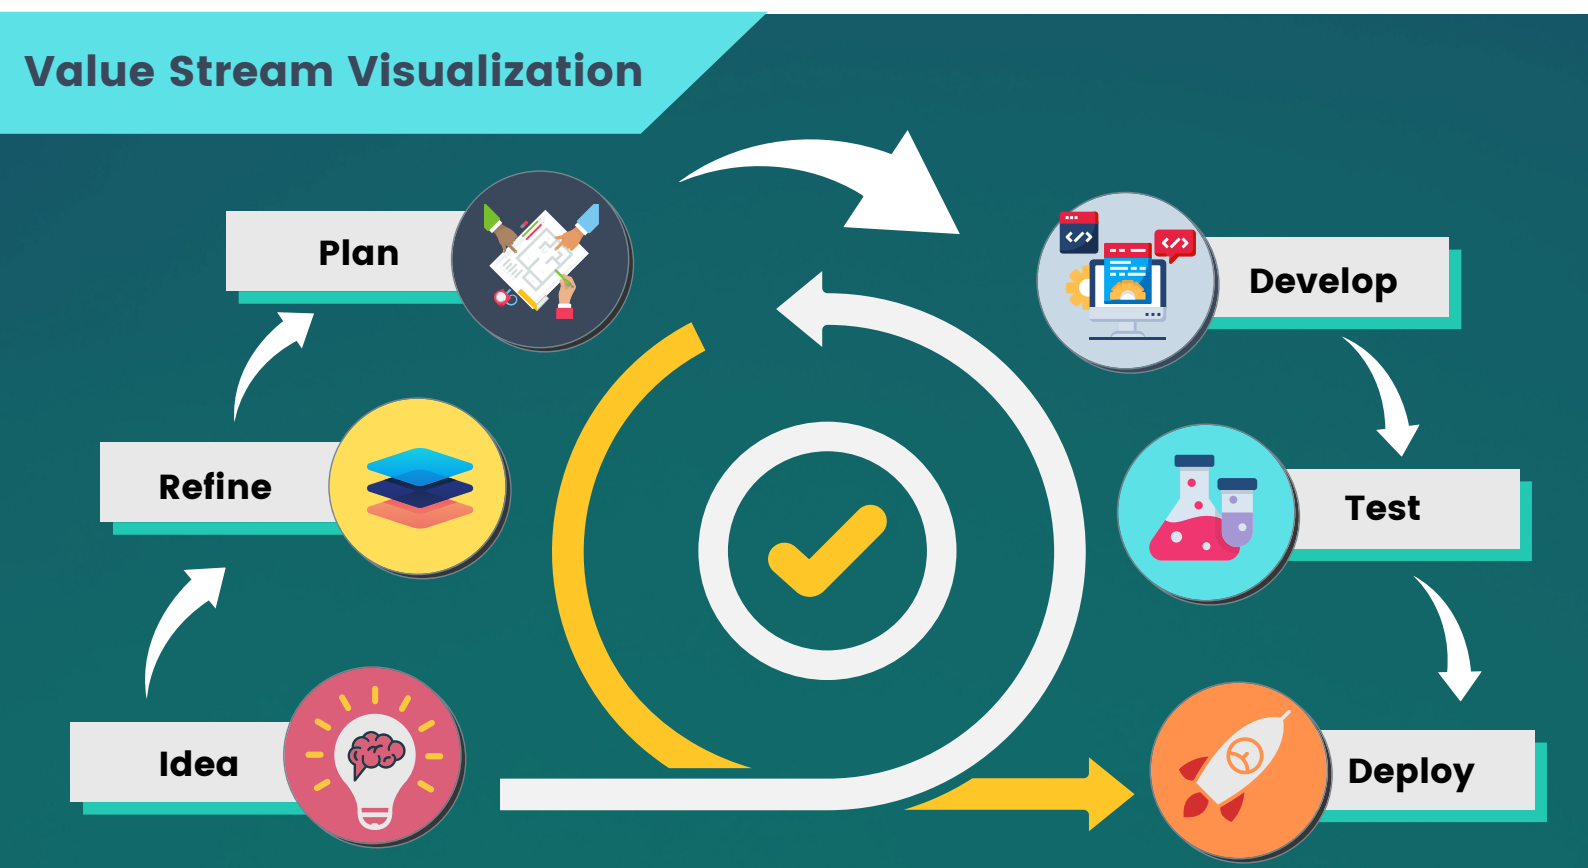 Value Stream Visualization
Plan
Develop
Refine
Test
Idea
Deploy